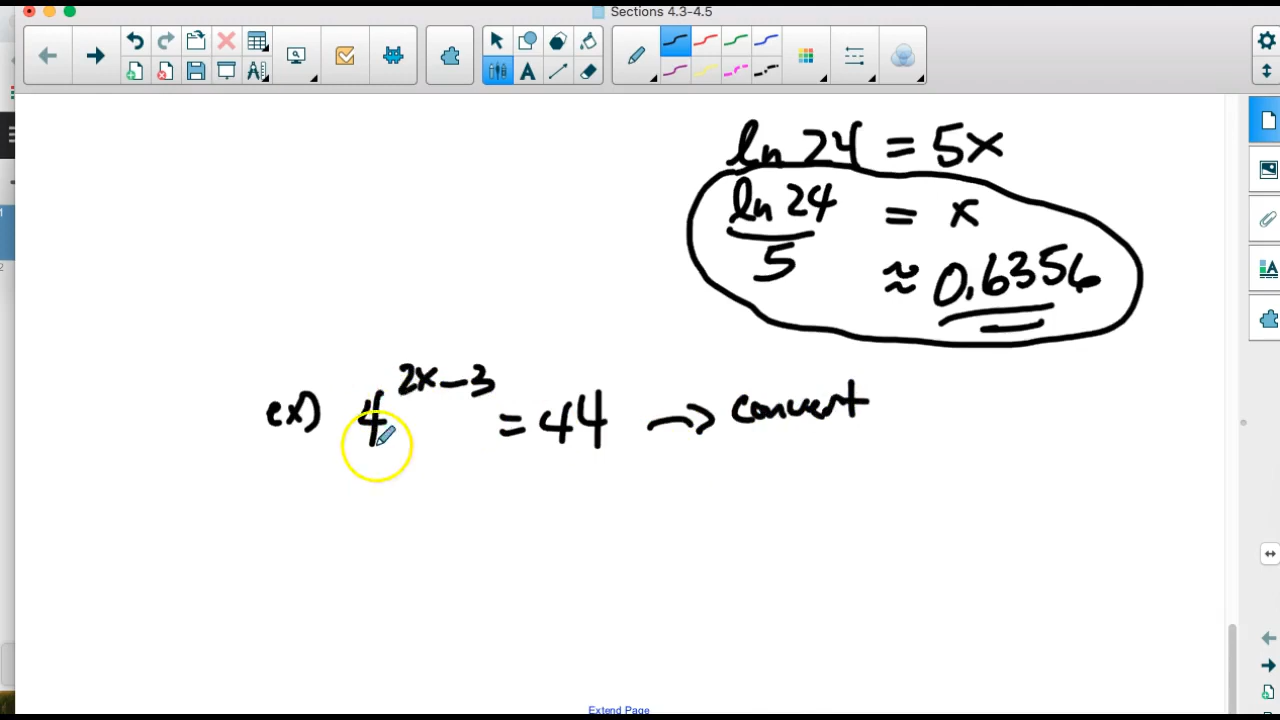 Sections 4.3-4.5
ln 24 = 5x
ln 24 / 5 = x
≈ 0.6356
ex) 4^(2x-3) = 44 → convert
Extend Page